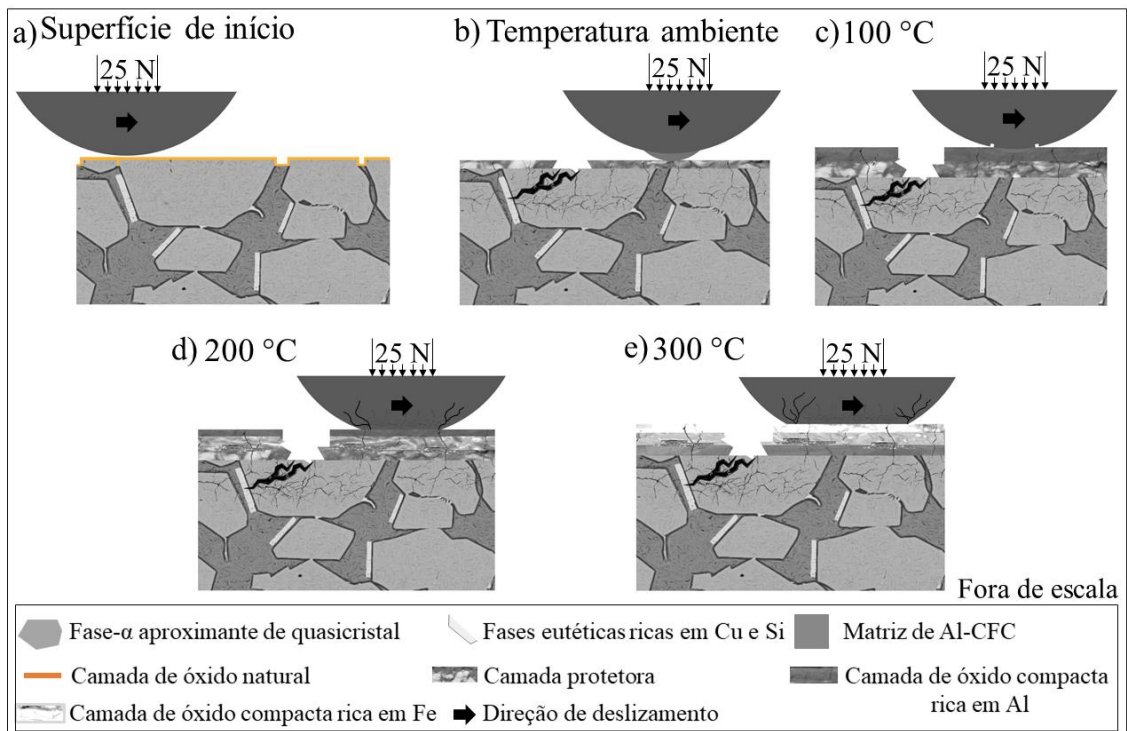 a) Superfície de início
25 N
b) Temperatura ambiente
25 N
c) 100 °C
25 N
d) 200 °C
25 N
e) 300 °C
25 N
Fora de escala
Fase-α aproximante de quasicristal
Fases eutéticas ricas em Cu e Si
Matriz de Al-CFC
Camada de óxido natural
Camada protetora
Camada de óxido compacta
rica em Al
Camada de óxido compacta rica em Fe
Direção de deslizamento